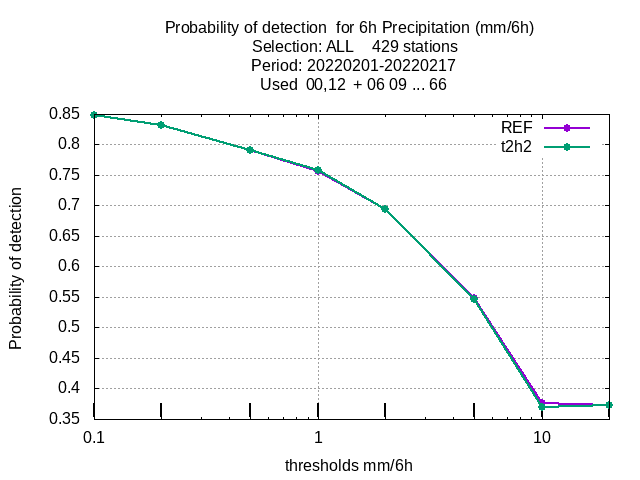 Probability of detection  for 6h Precipitation (mm/6h)
Selection: ALL    429 stations
Period: 20220201-20220217
Used  00,12  + 06 09 ... 66
REF
t2h2
0.85
0.8
0.75
0.7
0.65
0.6
0.55
0.5
0.45
0.4
0.35
Probability of detection
0.1 1 10
thresholds mm/6h